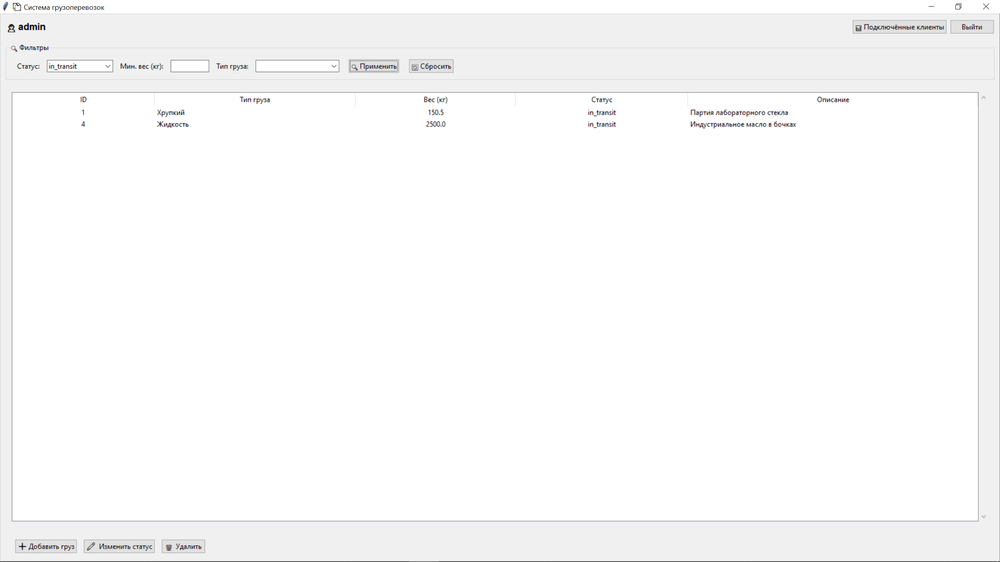 Система грузоперевозок
admin
Подключённые клиенты
Выйти
Фильтры
Статус: in_transit Мин. вес (кг): Тип груза: Применить Сбросить
ID Тип груза Вес (кг) Статус Описание
1 Хрупкий 150.5 in_transit Партия лабораторного стекла
4 Жидкость 2500.0 in_transit Индустриальное масло в бочках
Добавить груз Изменить статус Удалить